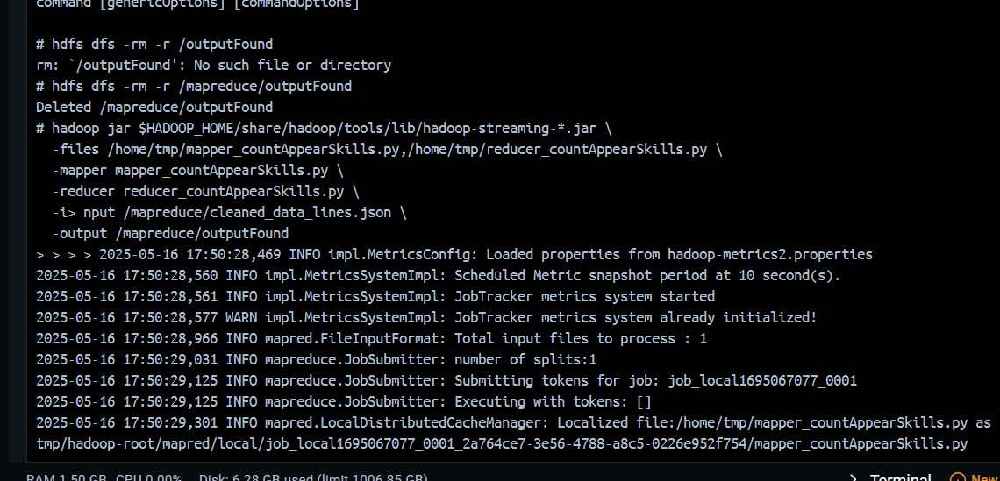 command [genericOptions] [commandOptions]
# hdfs dfs -rm -r /outputFound
rm: `/outputFound': No such file or directory
# hdfs dfs -rm -r /mapreduce/outputFound
Deleted /mapreduce/outputFound
# hadoop jar $HADOOP_HOME/share/hadoop/tools/lib/hadoop-streaming-*.jar \
-files /home/tmp/mapper_countAppearSkills.py,/home/tmp/reducer_countAppearSkills.py \
-mapper mapper_countAppearSkills.py \
-reducer reducer_countAppearSkills.py \
-i> nput /mapreduce/cleaned_data_lines.json \
-output /mapreduce/outputFound
> > > > 2025-05-16 17:50:28,469 INFO impl.MetricsConfig: Loaded properties from hadoop-metrics2.properties
2025-05-16 17:50:28,560 INFO impl.MetricsSystemImpl: Scheduled Metric snapshot period at 10 second(s).
2025-05-16 17:50:28,561 INFO impl.MetricsSystemImpl: JobTracker metrics system started
2025-05-16 17:50:28,577 WARN impl.MetricsSystemImpl: JobTracker metrics system already initialized!
2025-05-16 17:50:28,966 INFO mapred.FileInputFormat: Total input files to process : 1
2025-05-16 17:50:29,031 INFO mapreduce.JobSubmitter: number of splits:1
2025-05-16 17:50:29,125 INFO mapreduce.JobSubmitter: Submitting tokens for job: job_local1695067077_0001
2025-05-16 17:50:29,125 INFO mapreduce.JobSubmitter: Executing with tokens: []
2025-05-16 17:50:29,301 INFO mapred.LocalDistributedCacheManager: Localized file:/home/tmp/mapper_countAppearSkills.py as
tmp/hadoop-root/mapred/local/job_local1695067077_0001_2a764ce7-3e56-4788-a8c5-0226e952f754/mapper_countAppearSkills.py
RAM 1.50 GB CPU 0.00% Disk: 6.28 GB used (limit 1006.85 GB)
Terminal
New